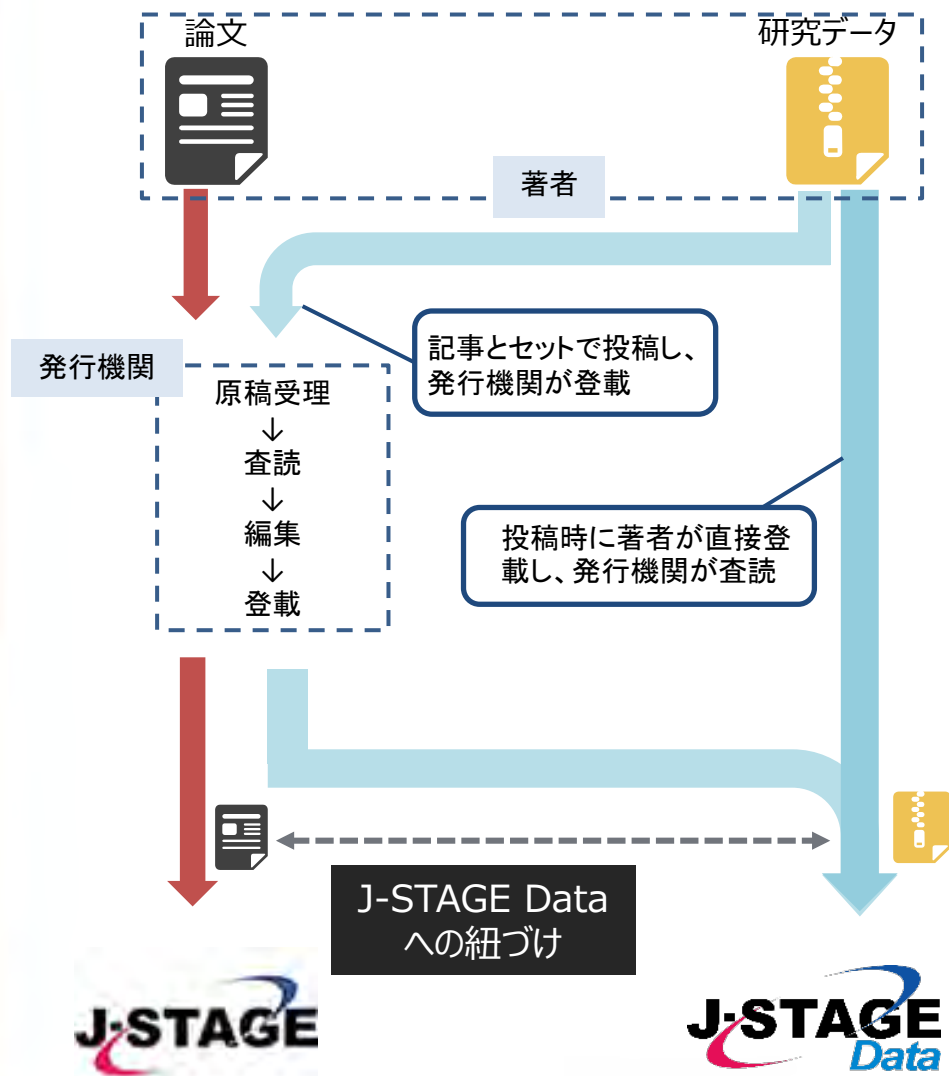 論文
研究データ
著者
記事とセットで投稿し、
発行機関が登載
発行機関
原稿受理
↓
査読
↓
編集
↓
登載
投稿時に著者が直接登
載し、発行機関が査読
J-STAGE Data
への紐づけ
J-STAGE
J-STAGE
Data